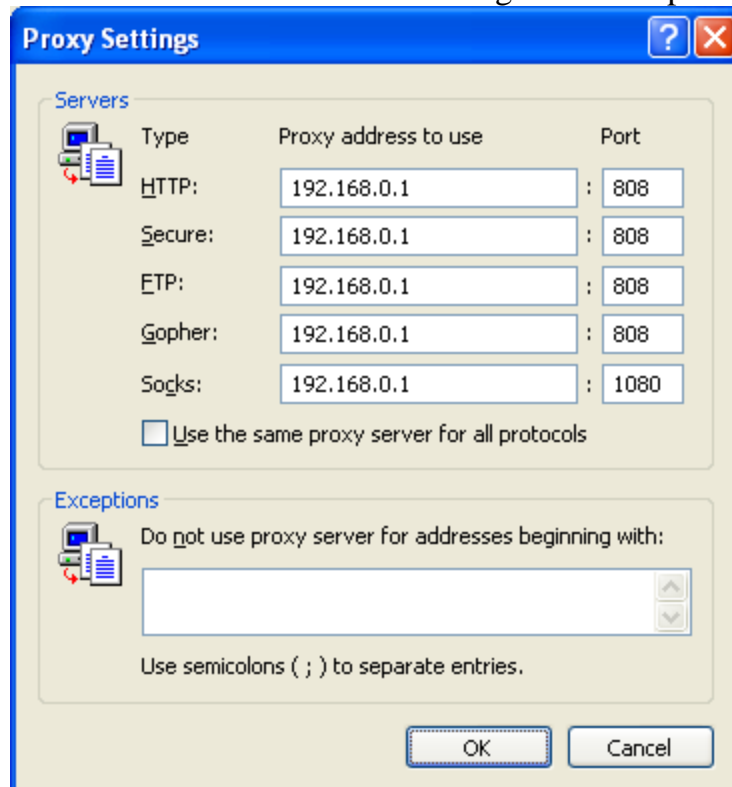 Proxy Settings
Servers
Type Proxy address to use Port
HTTP: 192.168.0.1 : 808
Secure: 192.168.0.1 : 808
FTP: 192.168.0.1 : 808
Gopher: 192.168.0.1 : 808
Socks: 192.168.0.1 : 1080
Use the same proxy server for all protocols
Exceptions
Do not use proxy server for addresses beginning with:
Use semicolons ( ; ) to separate entries.
OK Cancel